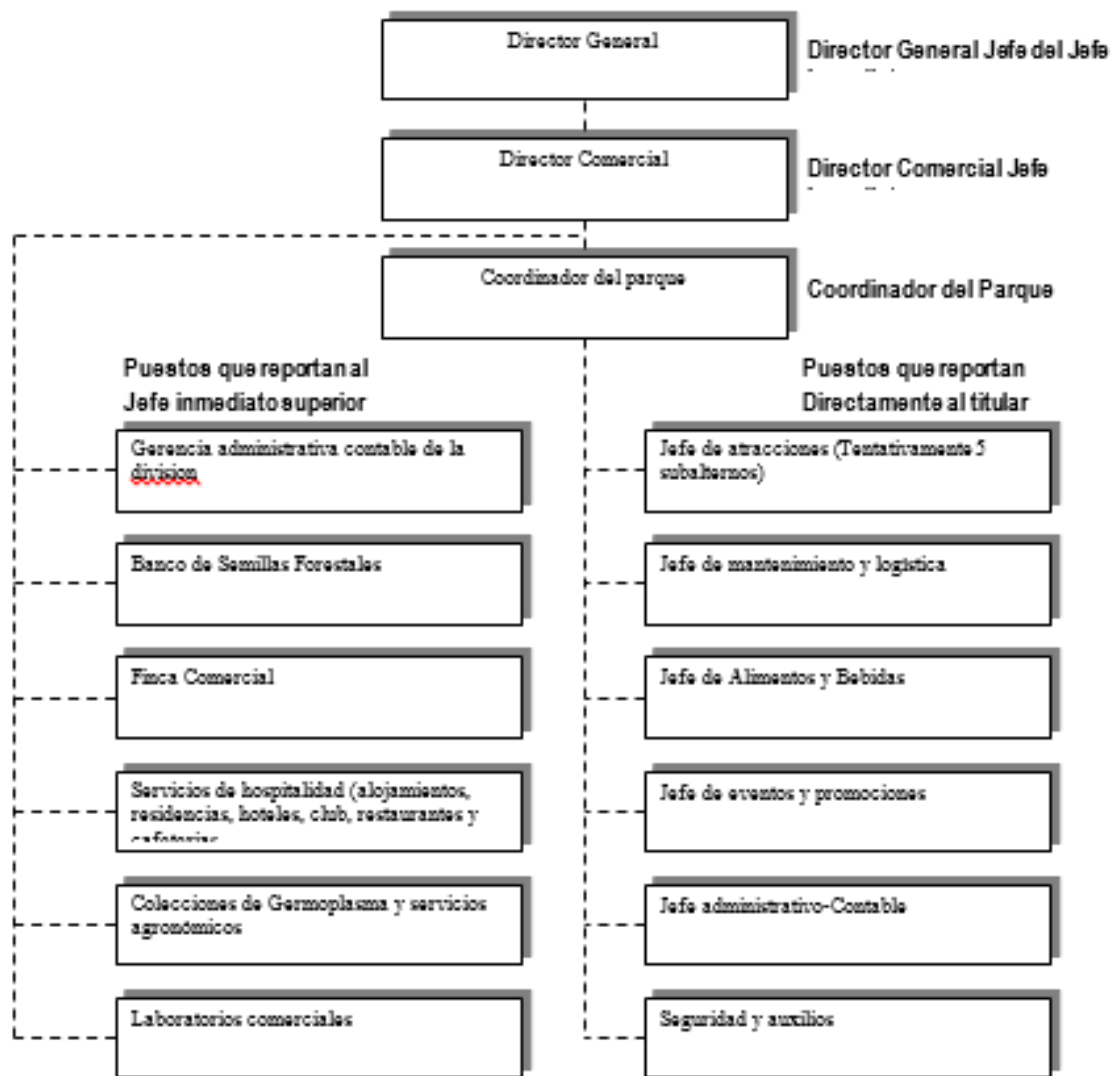 Director General
Director General Jefe del Jefe
Director Comercial
Director Comercial Jefe
Coordinador del parque
Coordinador del Parque
Puestos que reportan al
Jefe inmediato superior
Puestos que reportan
Directamente al titular
Gerencia administrativa contable de la
division
Jefe de atracciones (Tentativamente 5
subalternos)
Banco de Semillas Forestales
Jefe de mantenimiento y logística
Finca Comercial
Jefe de Alimentos y Bebidas
Servicios de hospitalidad (alojamientos,
residencias, hoteles, club, restaurantes y
Jefe de eventos y promociones
Colecciones de Germoplasma y servicios
agronómicos
Jefe administrativo-Contable
Laboratorios comerciales
Seguridad y auxilios